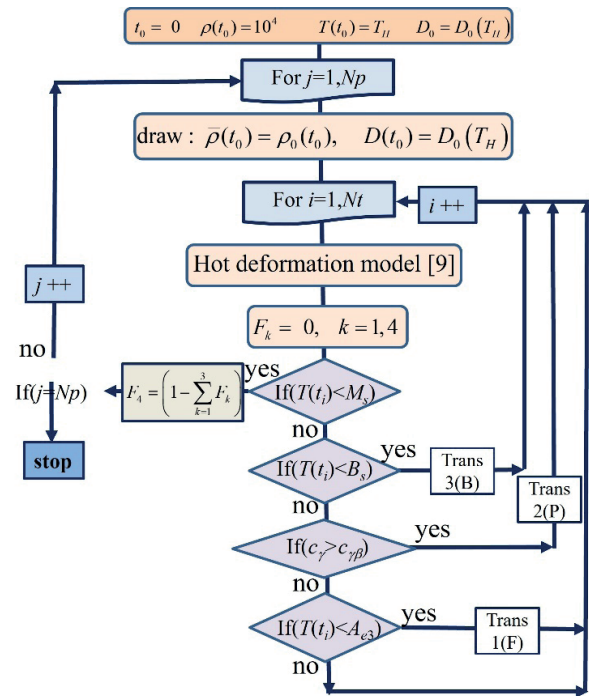 t₀ = 0 ρ(t₀)=10⁴ T(t₀)=T_H D₀=D₀(T_H)
For j=1,Np
draw : ρ̄(t₀)=ρ₀(t₀), D(t₀)=D₀(T_H)
For i=1,Nt
i ++
Hot deformation model [9]
j ++
F_k = 0, k=1,4
no
yes
If(j=Np)
F₄=(1-∑_{k-1}^{3}F_k)
If(T(t_i)<M_s)
stop
no
If(T(t_i)<B_s)
yes
Trans
3(B)
Trans
2(P)
no
If(c_γ>c_γβ)
yes
no
If(T(t_i)<A_e3)
yes
Trans
1(F)
no